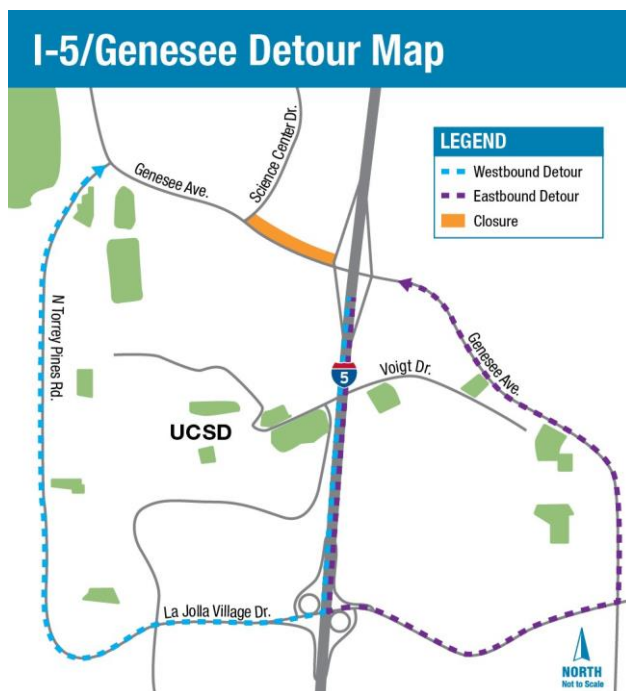 I-5/Genesee Detour Map
LEGEND
Westbound Detour
Eastbound Detour
Closure
Genesee Ave.
Science Center Dr.
N Torrey Pines Rd.
5
Voigt Dr.
Genesee Ave.
UCSD
La Jolla Village Dr.
NORTH
Not to Scale